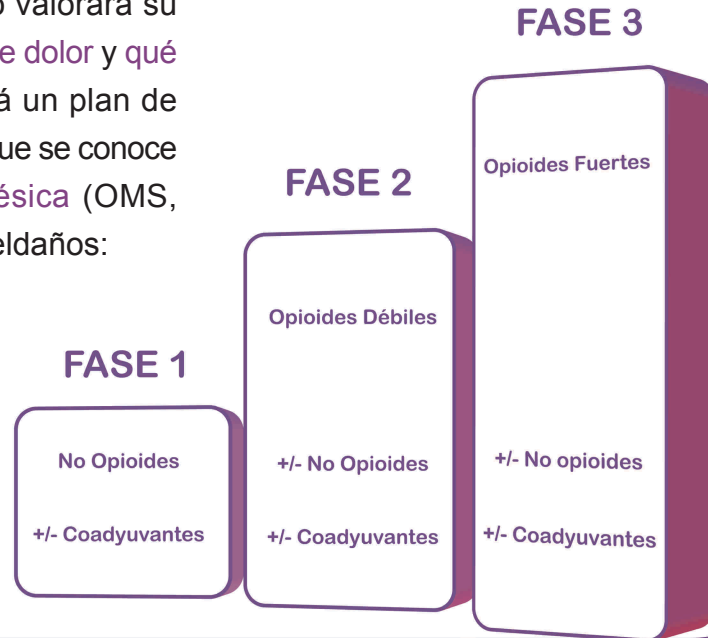 valorará su
e dolor y qué
á un plan de
ue se conoce
ésica (OMS,
eldaños:
FASE 1
No Opioides
+/- Coadyuvantes
FASE 2
Opioides Débiles
+/- No Opioides
+/- Coadyuvantes
FASE 3
Opioides Fuertes
+/- No opioides
+/- Coadyuvantes